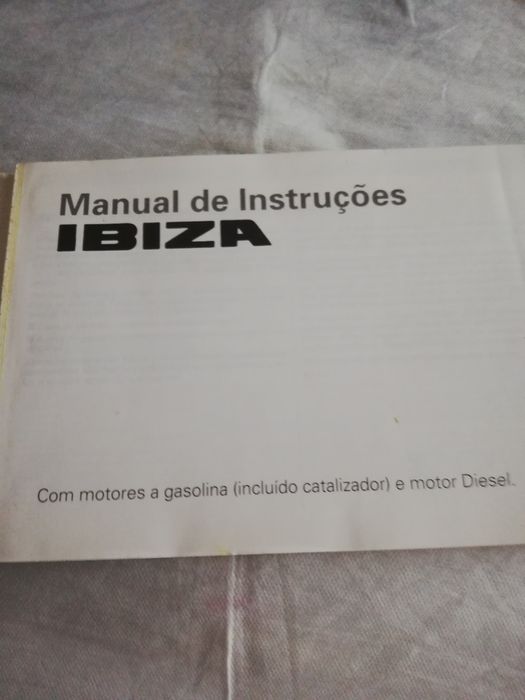 Manual de Instruções
IBIZA
Com motores a gasolina (incluído catalizador) e motor Diesel.